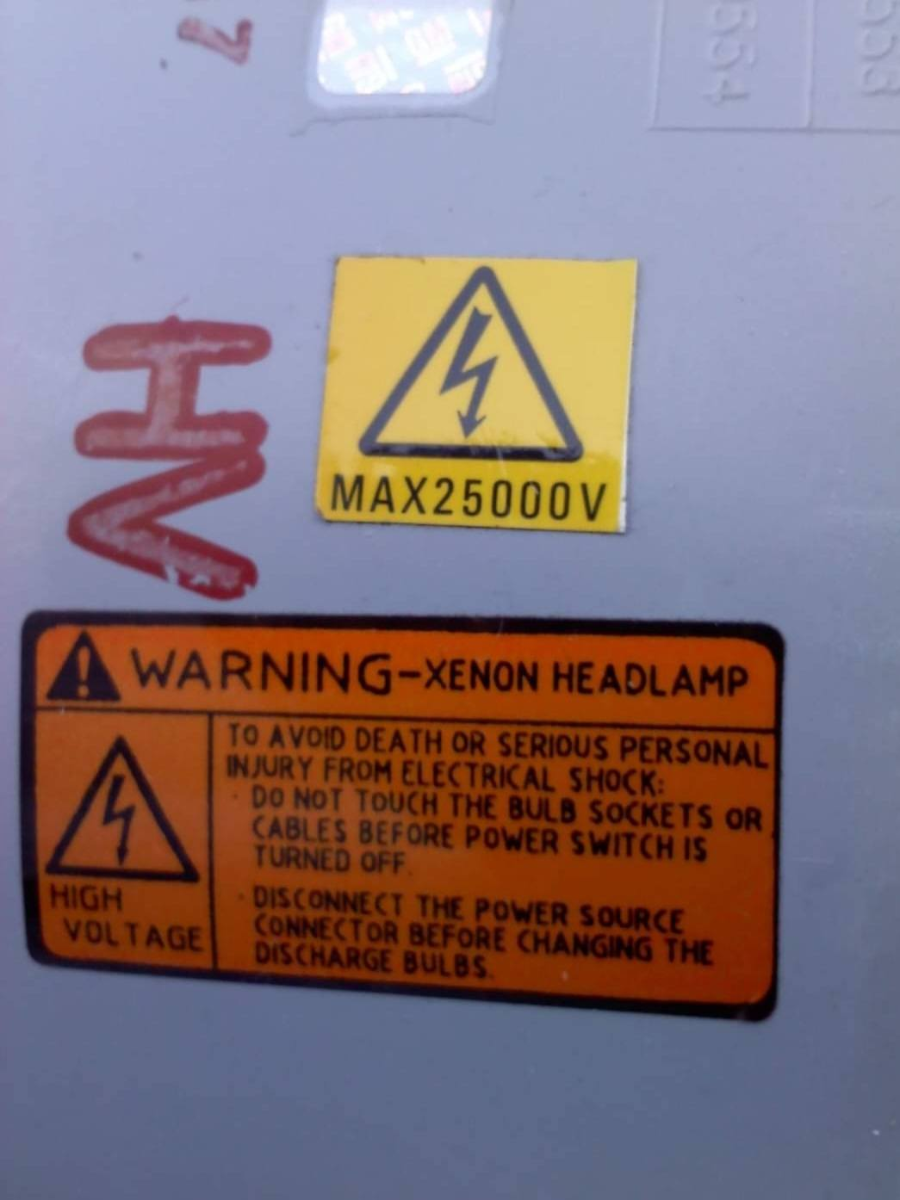 HV
MAX25000V
WARNING-XENON HEADLAMP
HIGH
VOLTAGE
TO AVOID DEATH OR SERIOUS PERSONAL
INJURY FROM ELECTRICAL SHOCK:
· DO NOT TOUCH THE BULB SOCKETS OR
CABLES BEFORE POWER SWITCH IS
TURNED OFF.
· DISCONNECT THE POWER SOURCE
CONNECTOR BEFORE CHANGING THE
DISCHARGE BULBS.